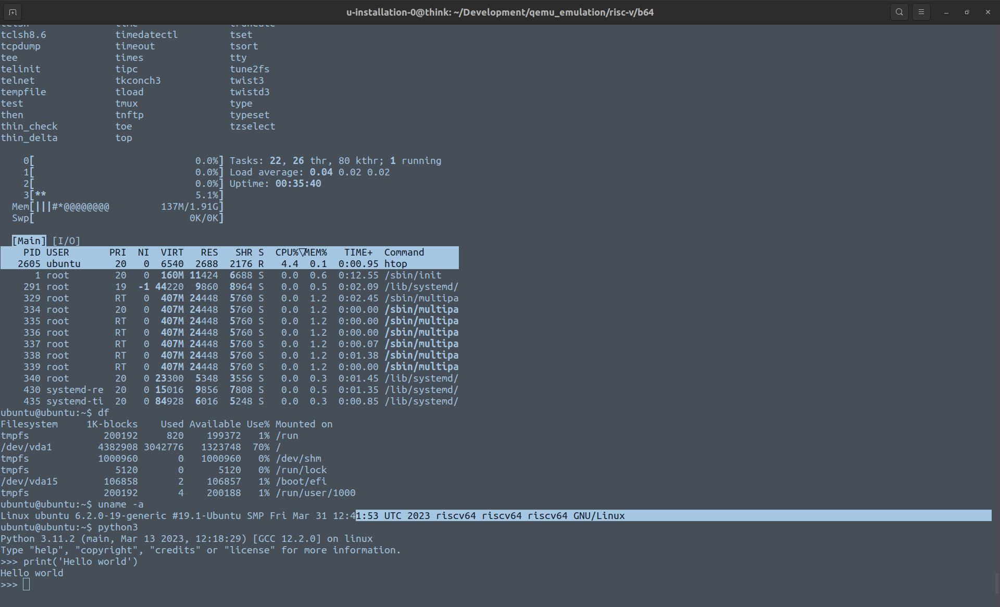 u-installation-0@think: ~/Development/qemu_emulation/risc-v/b64
tclsh time truncate
tclsh8.6 timedatectl tset
tcpdump timeout tsort
tee times tty
telinit tipc tune2fs
telnet tkconch3 twist3
tempfile tload twistd3
test tmux type
then tnftp typeset
thin_check toe tzselect
thin_delta top
0[ 0.0%] Tasks: 22, 26 thr, 80 kthr; 1 running
1[ 0.0%] Load average: 0.04 0.02 0.02
2[ 0.0%] Uptime: 00:35:40
3[** 5.1%]
Mem[|||#*@@@@@@@@ 137M/1.91G]
Swp[ 0K/0K]
[Main] [I/O]
PID USER PRI NI VIRT RES SHR S CPU%▽MEM% TIME+ Command
2605 ubuntu 20 0 6540 2688 2176 R 4.4 0.1 0:00.95 htop
1 root 20 0 160M 11424 6688 S 0.0 0.6 0:12.55 /sbin/init
291 root 19 -1 44220 9860 8964 S 0.0 0.5 0:02.09 /lib/systemd/
329 root RT 0 407M 24448 5760 S 0.0 1.2 0:02.45 /sbin/multipa
334 root 20 0 407M 24448 5760 S 0.0 1.2 0:00.00 /sbin/multipa
335 root RT 0 407M 24448 5760 S 0.0 1.2 0:00.00 /sbin/multipa
336 root RT 0 407M 24448 5760 S 0.0 1.2 0:00.00 /sbin/multipa
337 root RT 0 407M 24448 5760 S 0.0 1.2 0:00.07 /sbin/multipa
338 root RT 0 407M 24448 5760 S 0.0 1.2 0:01.38 /sbin/multipa
339 root RT 0 407M 24448 5760 S 0.0 1.2 0:00.00 /sbin/multipa
340 root 20 0 23300 5348 3556 S 0.0 0.3 0:01.45 /lib/systemd/
430 systemd-re 20 0 15016 9856 7808 S 0.0 0.5 0:01.35 /lib/systemd/
435 systemd-ti 20 0 84928 6016 5248 S 0.0 0.3 0:00.85 /lib/systemd/
ubuntu@ubuntu:~$ df
Filesystem 1K-blocks Used Available Use% Mounted on
tmpfs 200192 820 199372 1% /run
/dev/vda1 4382908 3042776 1323748 70% /
tmpfs 1000960 0 1000960 0% /dev/shm
tmpfs 5120 0 5120 0% /run/lock
/dev/vda15 106858 2 106857 1% /boot/efi
tmpfs 200192 4 200188 1% /run/user/1000
ubuntu@ubuntu:~$ uname -a
Linux ubuntu 6.2.0-19-generic #19.1-Ubuntu SMP Fri Mar 31 12:41:53 UTC 2023 riscv64 riscv64 riscv64 GNU/Linux
ubuntu@ubuntu:~$ python3
Python 3.11.2 (main, Mar 13 2023, 12:18:29) [GCC 12.2.0] on linux
Type "help", "copyright", "credits" or "license" for more information.
>>> print('Hello world')
Hello world
>>>